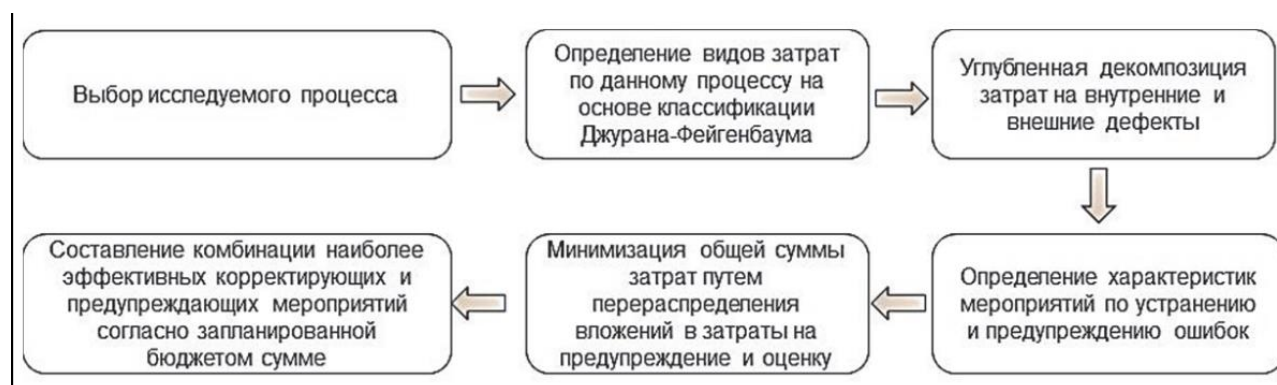 Выбор исследуемого процесса
Определение видов затрат
по данному процессу на
основе классификации
Джурана-Фейгенбаума
Углубленная декомпозиция
затрат на внутренние и
внешние дефекты
Определение характеристик
мероприятий по устранению
и предупреждению ошибок
Минимизация общей суммы
затрат путем
перераспределения
вложений в затраты на
предупреждение и оценку
Составление комбинации наиболее
эффективных корректирующих и
предупреждающих мероприятий
согласно запланированной
бюджетом сумме